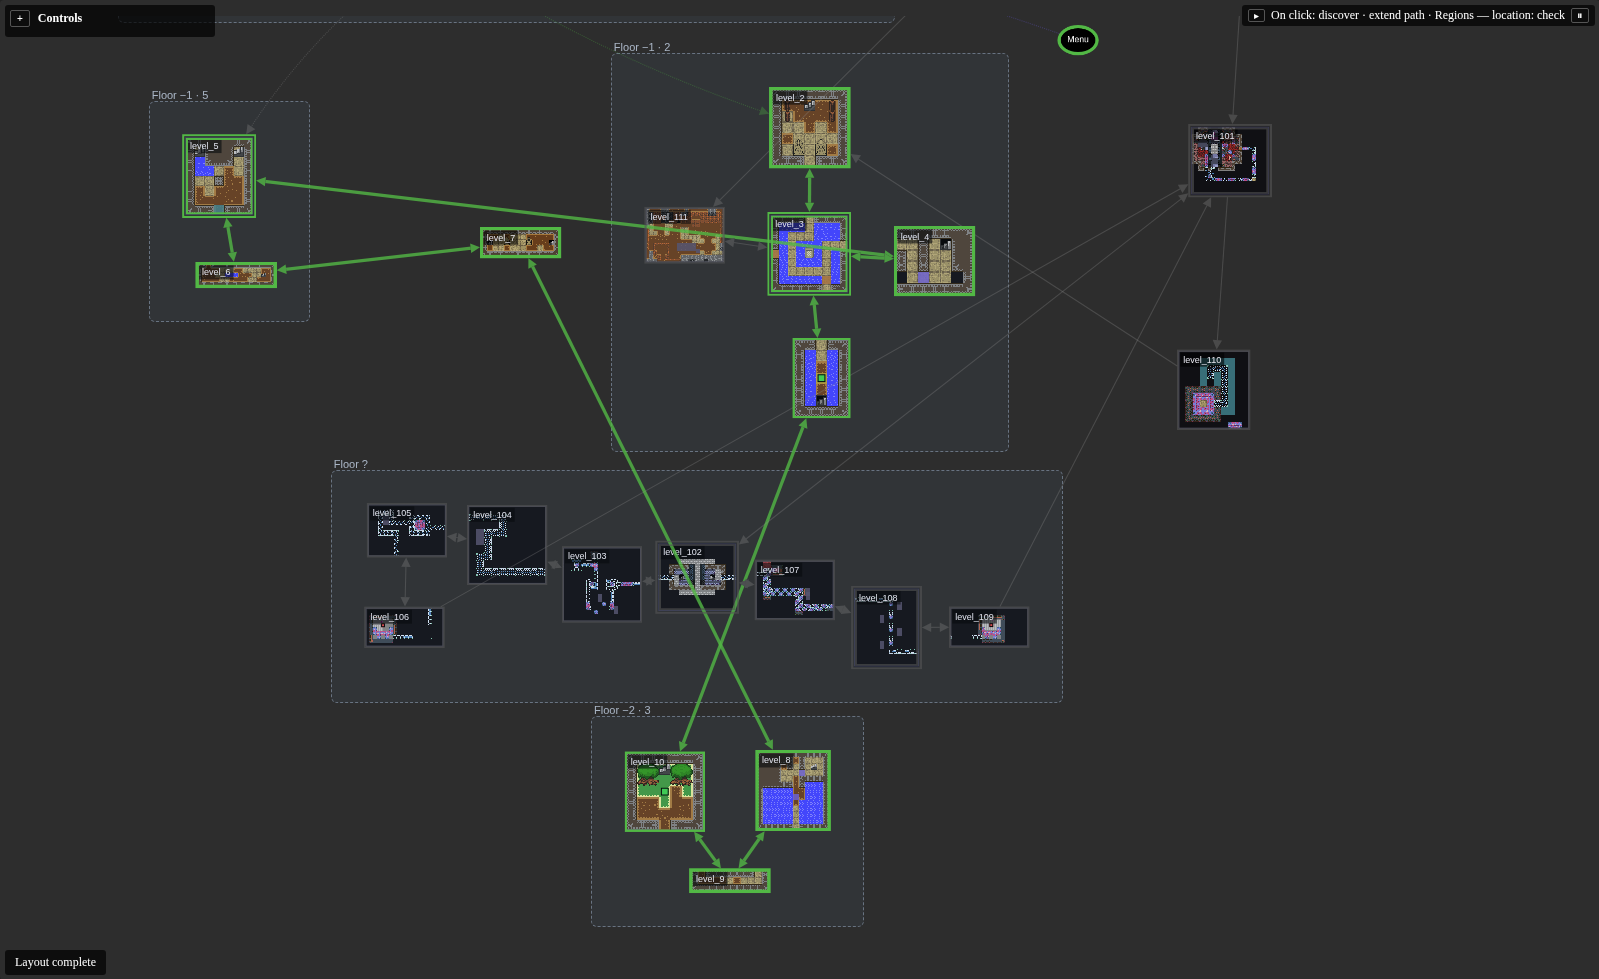 + Controls
▶ On click: discover · extend path · Regions — location: check ⏸
Menu
Floor −1 · 2
Floor −1 · 5
level_2
level_5
level_101
level_111
level_3
level_4
level_7
level_6
level_110
Floor ?
level_105
level_104
level_103
level_102
level_107
level_108
level_106
level_109
Floor −2 · 3
level_10
level_8
level_9
Layout complete